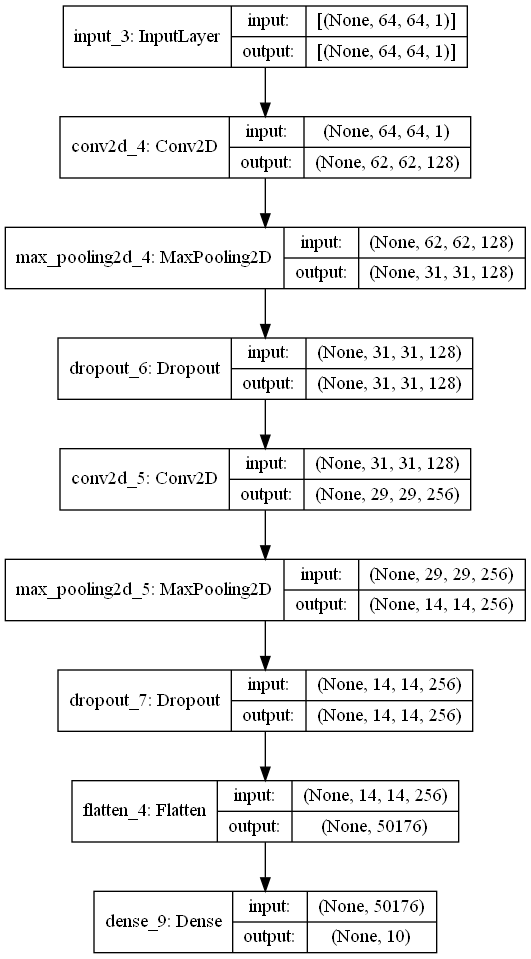 input_3: InputLayer
input:
[(None, 64, 64, 1)]
output:
[(None, 64, 64, 1)]
conv2d_4: Conv2D
input:
(None, 64, 64, 1)
output:
(None, 62, 62, 128)
max_pooling2d_4: MaxPooling2D
input:
(None, 62, 62, 128)
output:
(None, 31, 31, 128)
dropout_6: Dropout
input:
(None, 31, 31, 128)
output:
(None, 31, 31, 128)
conv2d_5: Conv2D
input:
(None, 31, 31, 128)
output:
(None, 29, 29, 256)
max_pooling2d_5: MaxPooling2D
input:
(None, 29, 29, 256)
output:
(None, 14, 14, 256)
dropout_7: Dropout
input:
(None, 14, 14, 256)
output:
(None, 14, 14, 256)
flatten_4: Flatten
input:
(None, 14, 14, 256)
output:
(None, 50176)
dense_9: Dense
input:
(None, 50176)
output:
(None, 10)